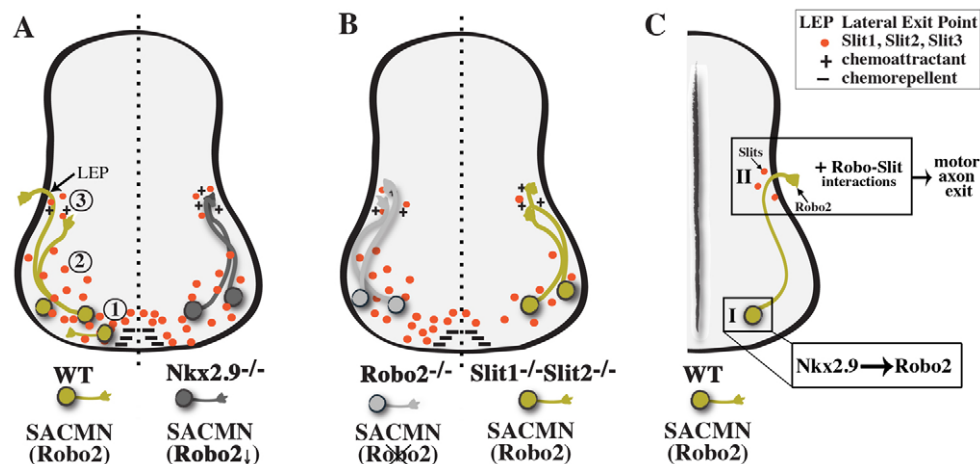 A
B
C
LEP Lateral Exit Point
Slit1, Slit2, Slit3
+ chemoattractant
− chemorepellent
LEP
3
2
1
+ + +
+ + +
+ + +
+ + +
Slits
II
+ Robo-Slit
interactions
Robo2
motor
axon
exit
I
Nkx2.9 → Robo2
WT
Nkx2.9-/-
Robo2-/-
Slit1-/-Slit2-/-
WT
SACMN
(Robo2)
SACMN
(Robo2↓)
SACMN
(Robo2)
SACMN
(Robo2)
SACMN
(Robo2)